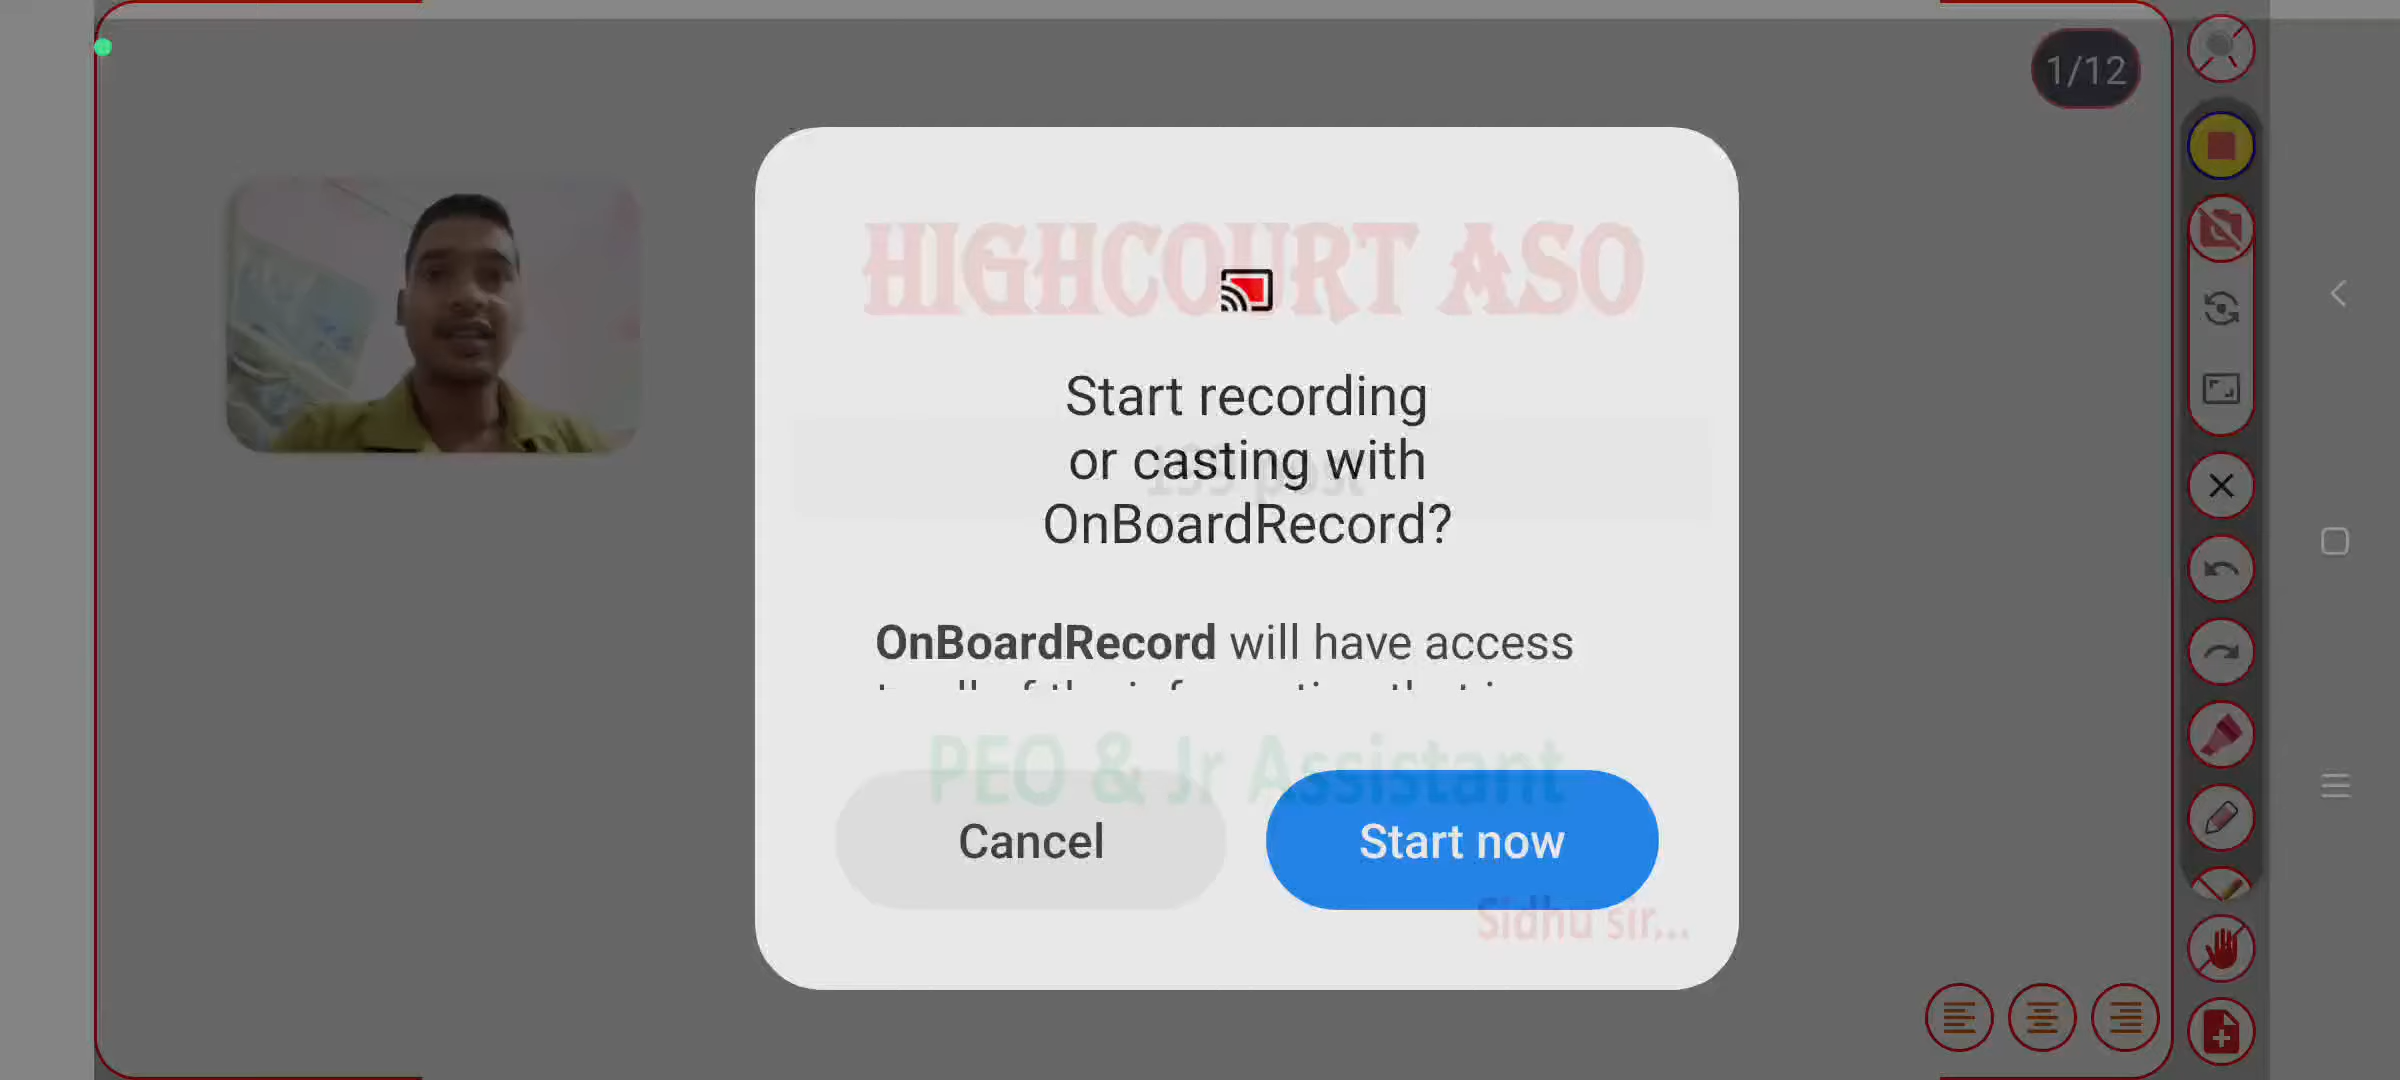 1/12
HIGHCOURT ASO
Start recording
or casting with
OnBoardRecord?
OnBoardRecord will have access
PEO & Jr Assistant
Cancel
Start now
Sidhu sir...